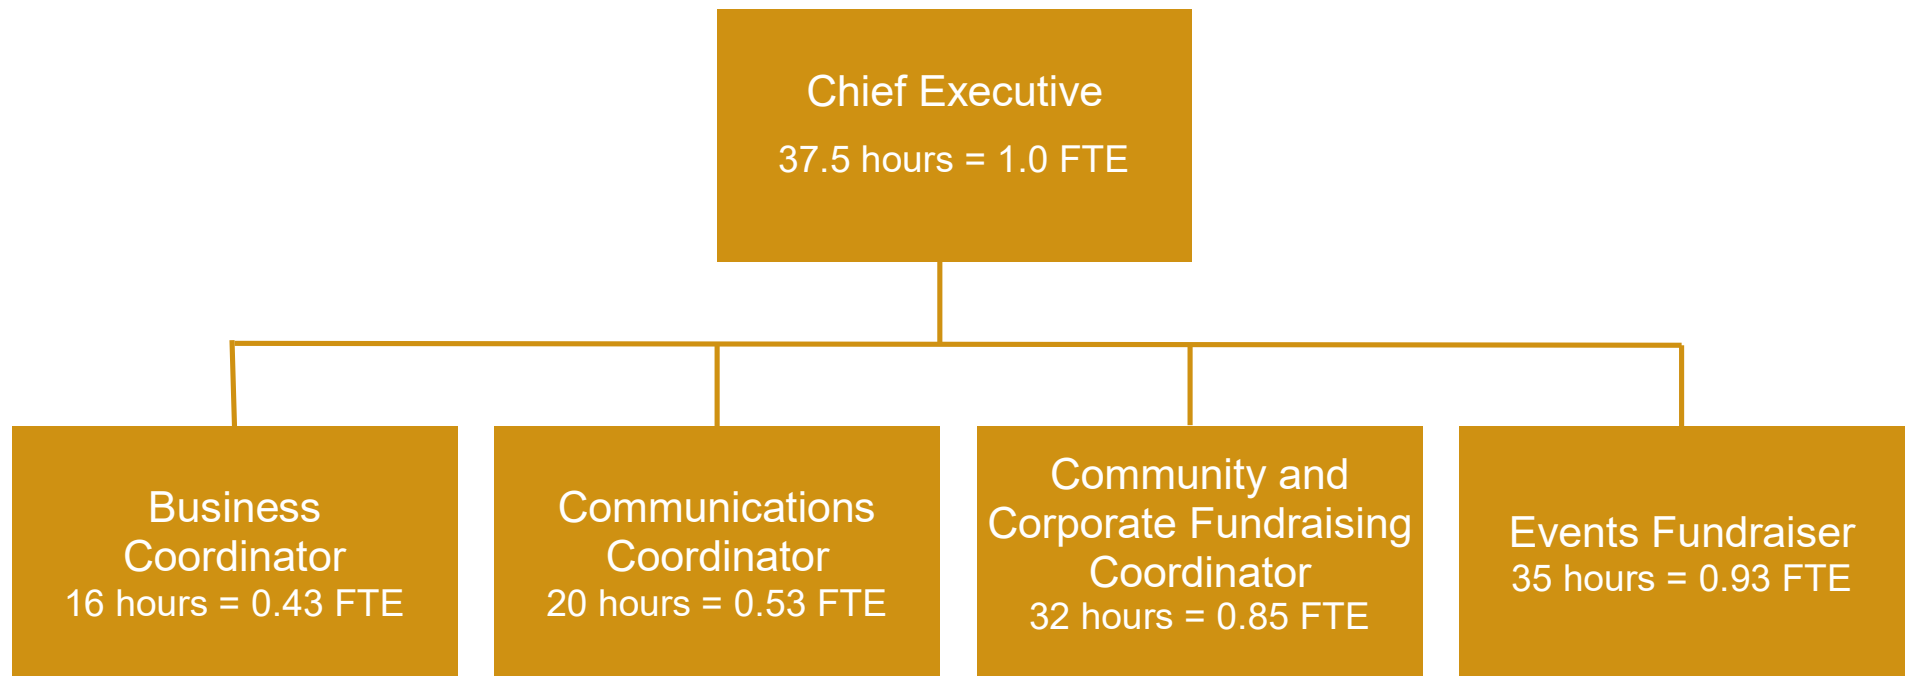 Chief Executive
37.5 hours = 1.0 FTE
Business
Coordinator
16 hours = 0.43 FTE
Communications
Coordinator
20 hours = 0.53 FTE
Community and
Corporate Fundraising
Coordinator
32 hours = 0.85 FTE
Events Fundraiser
35 hours = 0.93 FTE